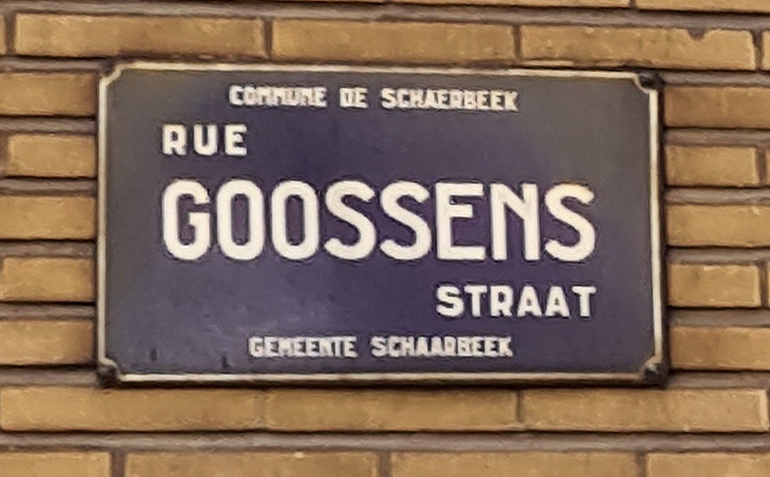 COMMUNE DE SCHAERBEEK
RUE
GOOSSENS
STRAAT
GEMEENTE SCHAARBEEK